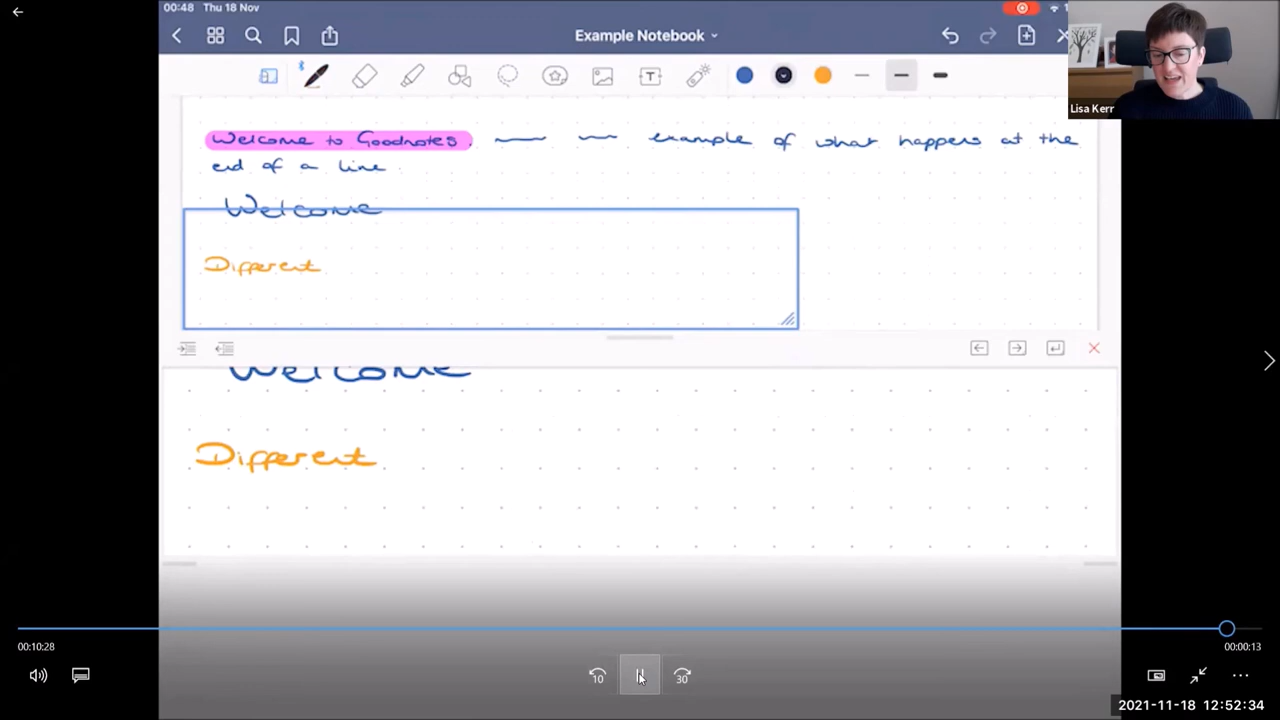 00:48 Thu 18 Nov
Example Notebook
T
Lisa Kerr
Welcome to Goodnotes. example of what happens at the
end of a line.
Welcome
Different
Welcome
Different
00:10:28
00:00:13
10
30
2021-11-18 12:52:34